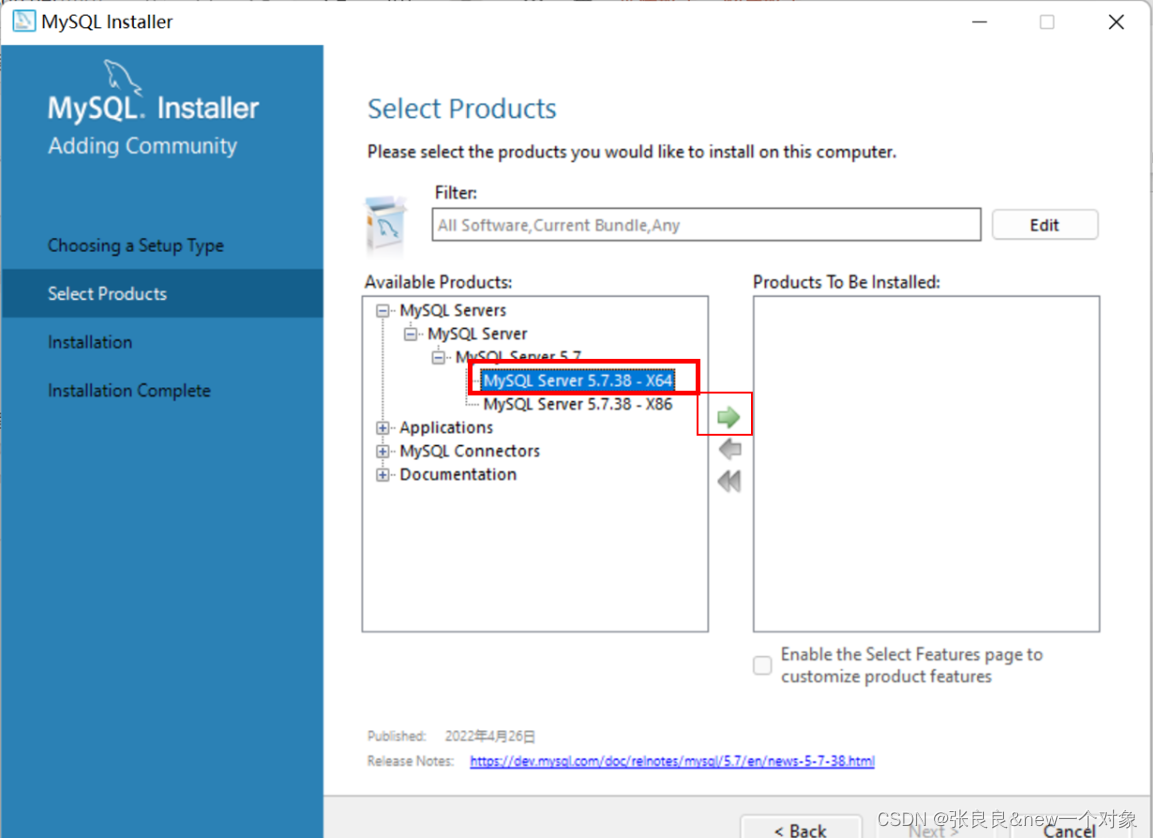 MySQL Installer
MySQL. Installer
Adding Community
Choosing a Setup Type
Select Products
Installation
Installation Complete
Select Products
Please select the products you would like to install on this computer.
Filter:
All Software,Current Bundle,Any
Edit
Available Products:
MySQL Servers
MySQL Server
MySQL Server 5.7
MySQL Server 5.7.38 - X64
MySQL Server 5.7.38 - X86
Applications
MySQL Connectors
Documentation
Products To Be Installed:
Enable the Select Features page to
customize product features
Published: 2022年4月26日
Release Notes: https://dev.mysql.com/doc/relnotes/mysql/5.7/en/news-5-7-38.html
< Back
Next >
Cancel
CSDN @张良良&new一个对象